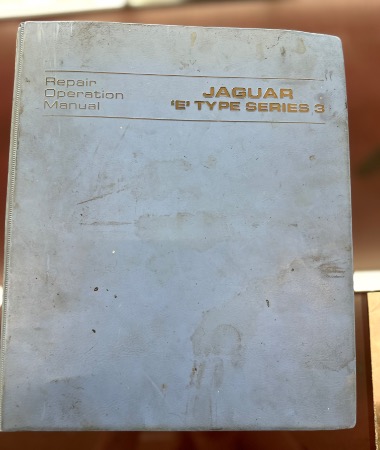 Repair
Operation
Manual
JAGUAR
'E' TYPE SERIES 3